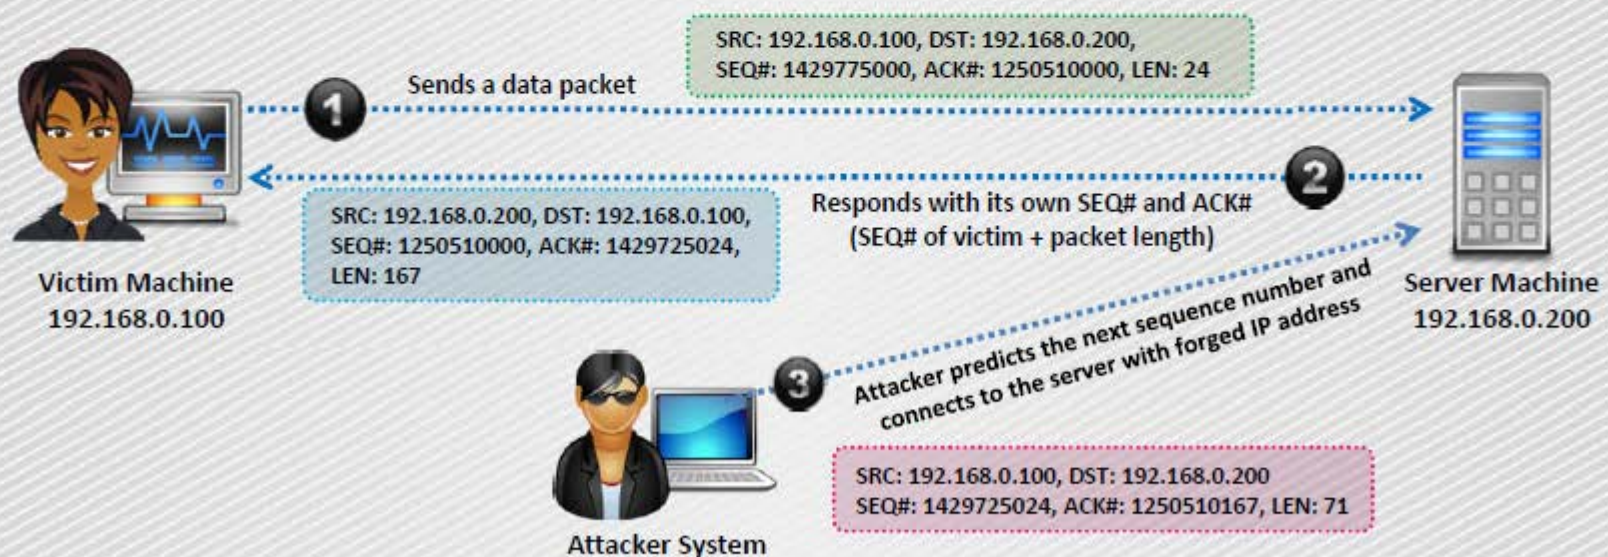 1
Sends a data packet
SRC: 192.168.0.100, DST: 192.168.0.200,
SEQ#: 1429775000, ACK#: 1250510000, LEN: 24
2
Responds with its own SEQ# and ACK#
(SEQ# of victim + packet length)
SRC: 192.168.0.200, DST: 192.168.0.100,
SEQ#: 1250510000, ACK#: 1429725024,
LEN: 167
Victim Machine
192.168.0.100
Server Machine
192.168.0.200
3
Attacker predicts the next sequence number and
connects to the server with forged IP address
SRC: 192.168.0.100, DST: 192.168.0.200
SEQ#: 1429725024, ACK#: 1250510167, LEN: 71
Attacker System